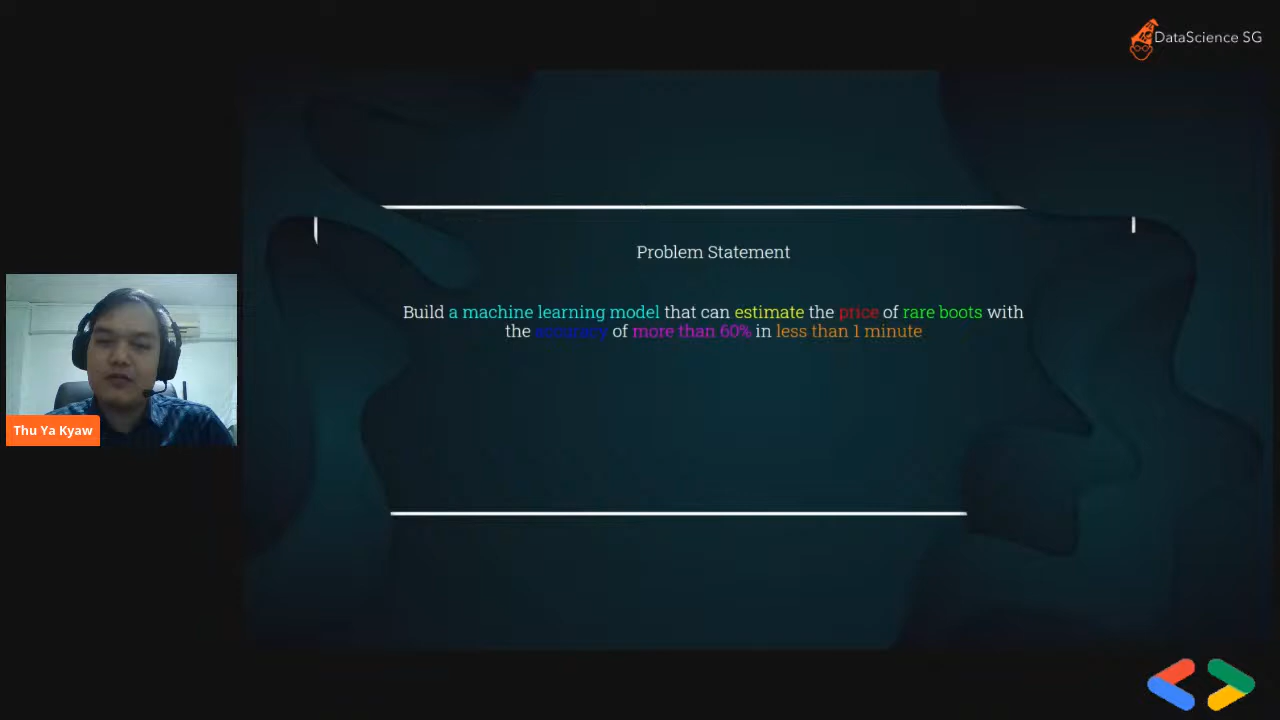 DataScience SG
Problem Statement
Build a machine learning model that can estimate the price of rare boots with
the accuracy of more than 60% in less than 1 minute
Thu Ya Kyaw